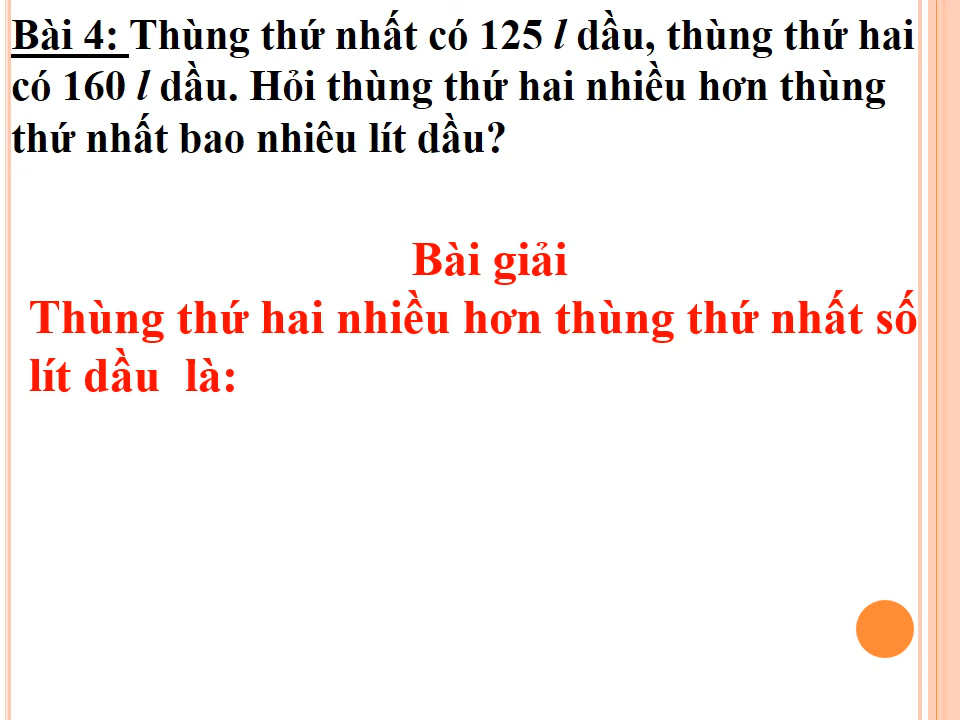 Bài 4: Thùng thứ nhất có 125 l dầu, thùng thứ hai
có 160 l dầu. Hỏi thùng thứ hai nhiều hơn thùng
thứ nhất bao nhiêu lít dầu?
Bài giải
Thùng thứ hai nhiều hơn thùng thứ nhất số
lít dầu  là: